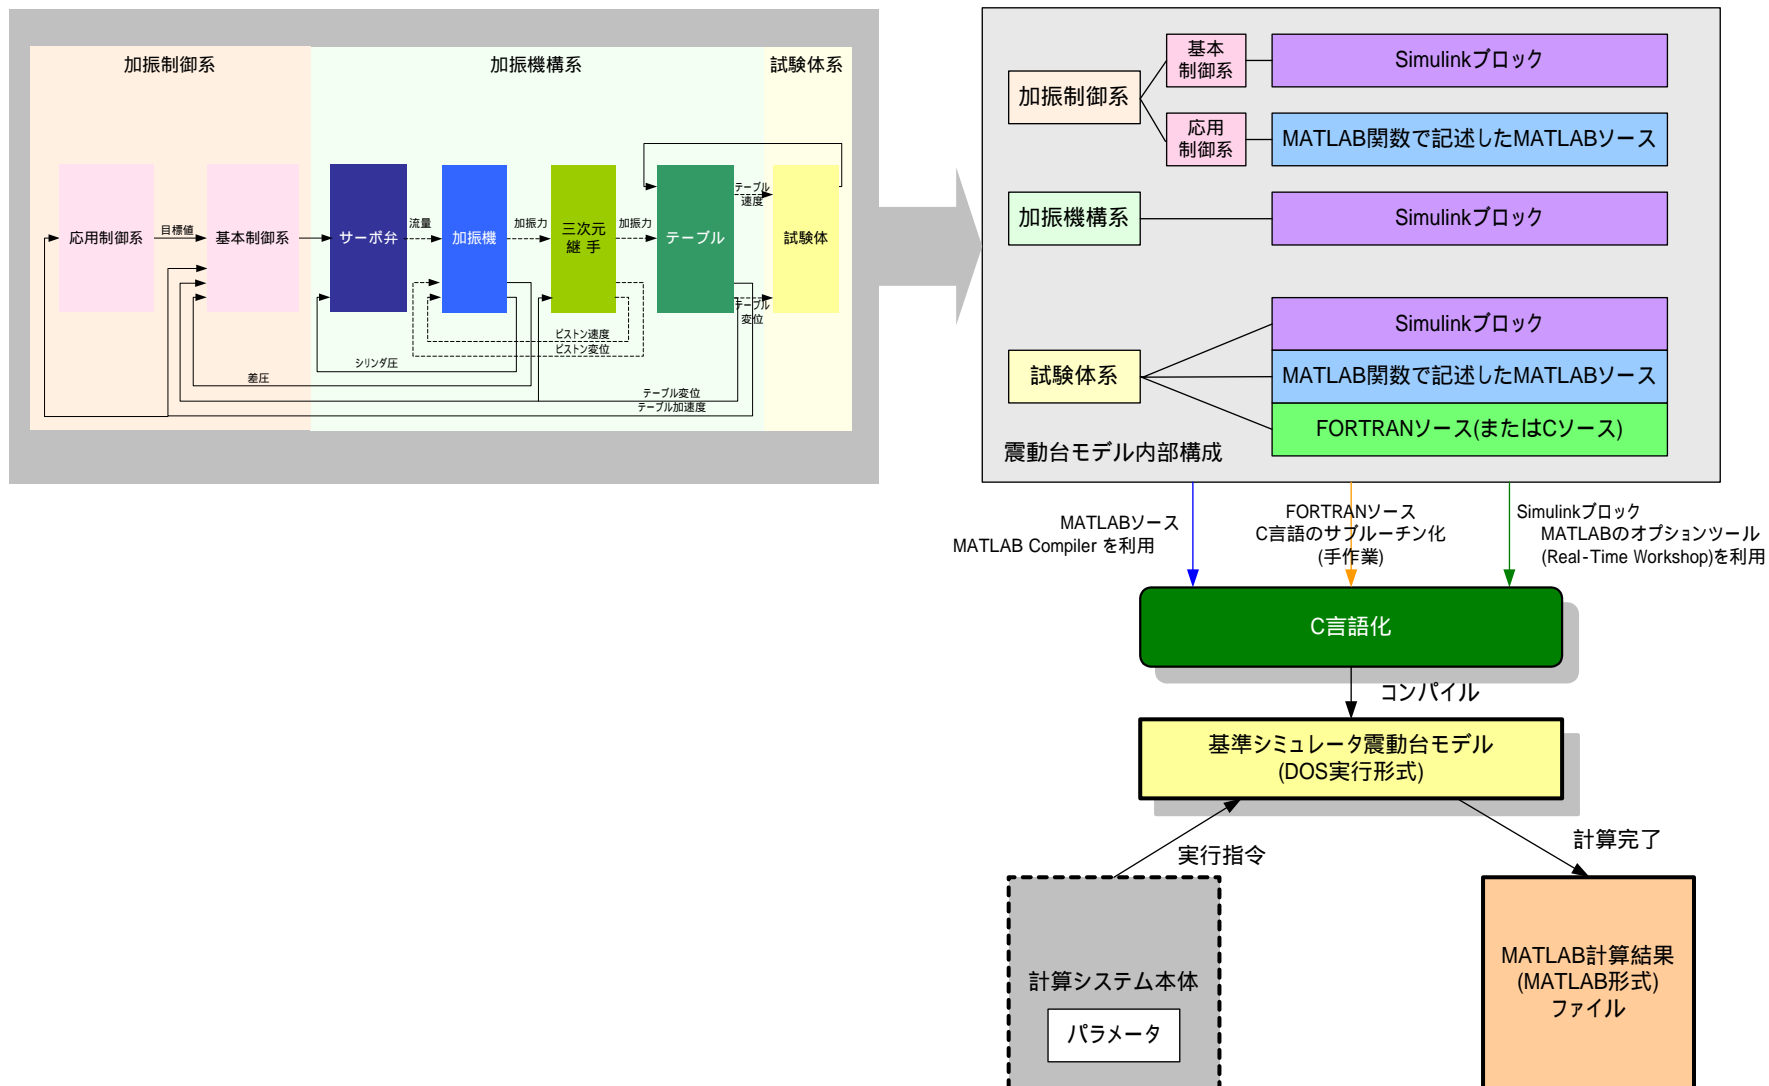 加振制御系
加振機構系
試験体系
応用制御系
目標値
基本制御系
サーボ弁
流量
加振機
加振力
三次元
継 手
加振力
テーブル
テーブル
速度
試験体
テーブル
変位
ピストン速度
ピストン変位
シリンダ圧
差圧
テーブル変位
テーブル加速度
加振制御系
基本
制御系
Simulinkブロック
応用
制御系
MATLAB関数で記述したMATLABソース
加振機構系
Simulinkブロック
試験体系
Simulinkブロック
MATLAB関数で記述したMATLABソース
FORTRANソース(またはCソース)
震動台モデル内部構成
MATLABソース
MATLAB Compiler を利用
FORTRANソース
C言語のサブルーチン化
(手作業)
Simulinkブロック
MATLABのオプションツール
(Real-Time Workshop)を利用
C言語化
コンパイル
基準シミュレータ震動台モデル
(DOS実行形式)
実行指令
計算完了
計算システム本体
パラメータ
MATLAB計算結果
(MATLAB形式)
ファイル